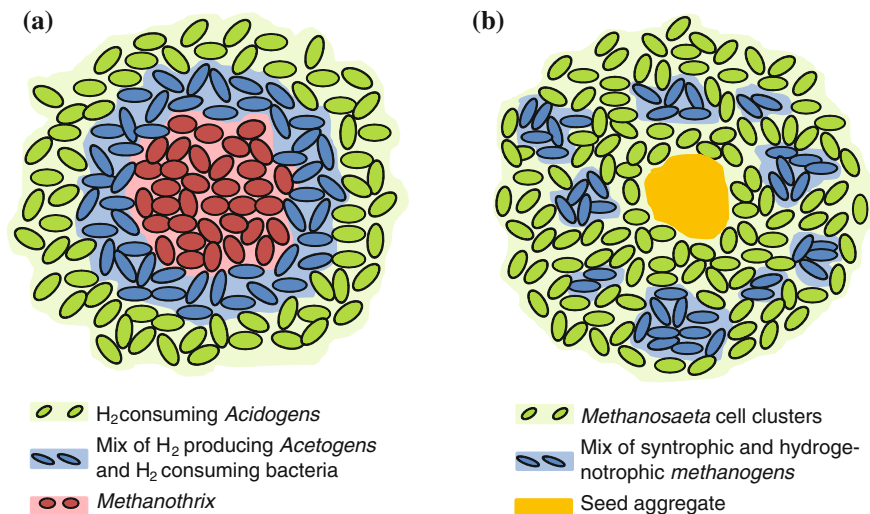 (a)
H₂consuming Acidogens
Mix of H₂ producing Acetogens
and H₂ consuming bacteria
Methanothrix
(b)
Methanosaeta cell clusters
Mix of syntrophic and hydroge-
notrophic methanogens
Seed aggregate